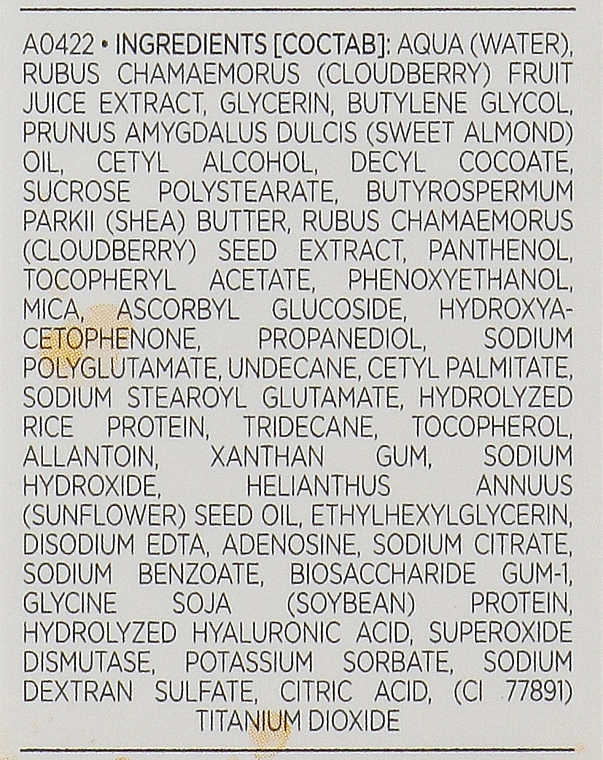 A0422 • INGREDIENTS [СОСТАВ]: AQUA (WATER),
RUBUS CHAMAEMORUS (CLOUDBERRY) FRUIT
JUICE EXTRACT, GLYCERIN, BUTYLENE GLYCOL,
PRUNUS AMYGDALUS DULCIS (SWEET ALMOND)
OIL, CETYL ALCOHOL, DECYL COCOATE,
SUCROSE POLYSTEARATE, BUTYROSPERMUM
PARKII (SHEA) BUTTER, RUBUS CHAMAEMORUS
(CLOUDBERRY) SEED EXTRACT, PANTHENOL,
TOCOPHERYL ACETATE, PHENOXYETHANOL,
MICA, ASCORBYL GLUCOSIDE, HYDROXYA-
CETOPHENONE, PROPANEDIOL, SODIUM
POLYGLUTAMATE, UNDECANE, CETYL PALMITATE,
SODIUM STEAROYL GLUTAMATE, HYDROLYZED
RICE PROTEIN, TRIDECANE, TOCOPHEROL,
ALLANTOIN, XANTHAN GUM, SODIUM
HYDROXIDE, HELIANTHUS ANNUUS
(SUNFLOWER) SEED OIL, ETHYLHEXYLGLYCERIN,
DISODIUM EDTA, ADENOSINE, SODIUM CITRATE,
SODIUM BENZOATE, BIOSACCHARIDE GUM-1,
GLYCINE SOJA (SOYBEAN) PROTEIN,
HYDROLYZED HYALURONIC ACID, SUPEROXIDE
DISMUTASE, POTASSIUM SORBATE, SODIUM
DEXTRAN SULFATE, CITRIC ACID, (CI 77891)
TITANIUM DIOXIDE